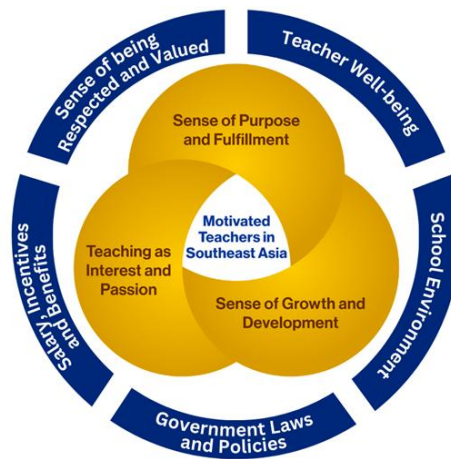 Sense of being
Respected and Valued
Teacher Well-being
Sense of Purpose
and Fulfillment
Motivated
Teachers in
Southeast Asia
Teaching as
Interest and
Passion
Sense of Growth and
Development
Salary, Incentives
and Benefits
School Environment
Government Laws
and Policies